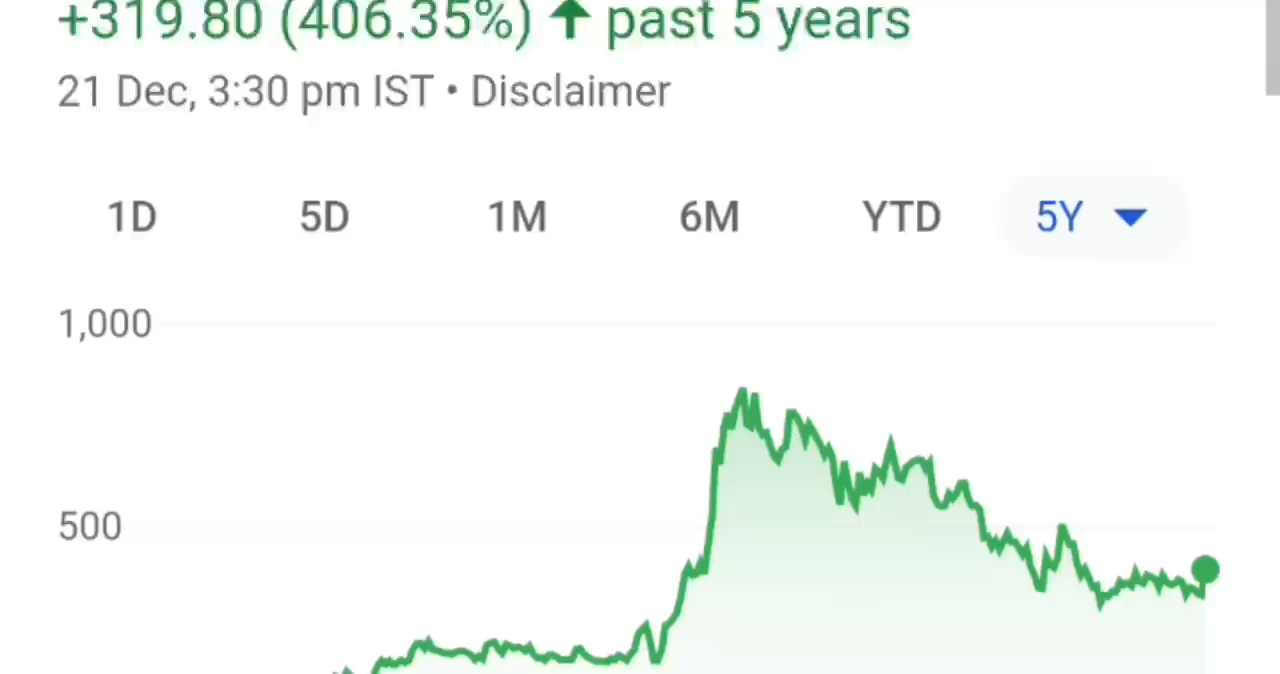 +319.80 (406.35%) ↑ past 5 years
21 Dec, 3:30 pm IST • Disclaimer
1D 5D 1M 6M YTD 5Y
1,000
500